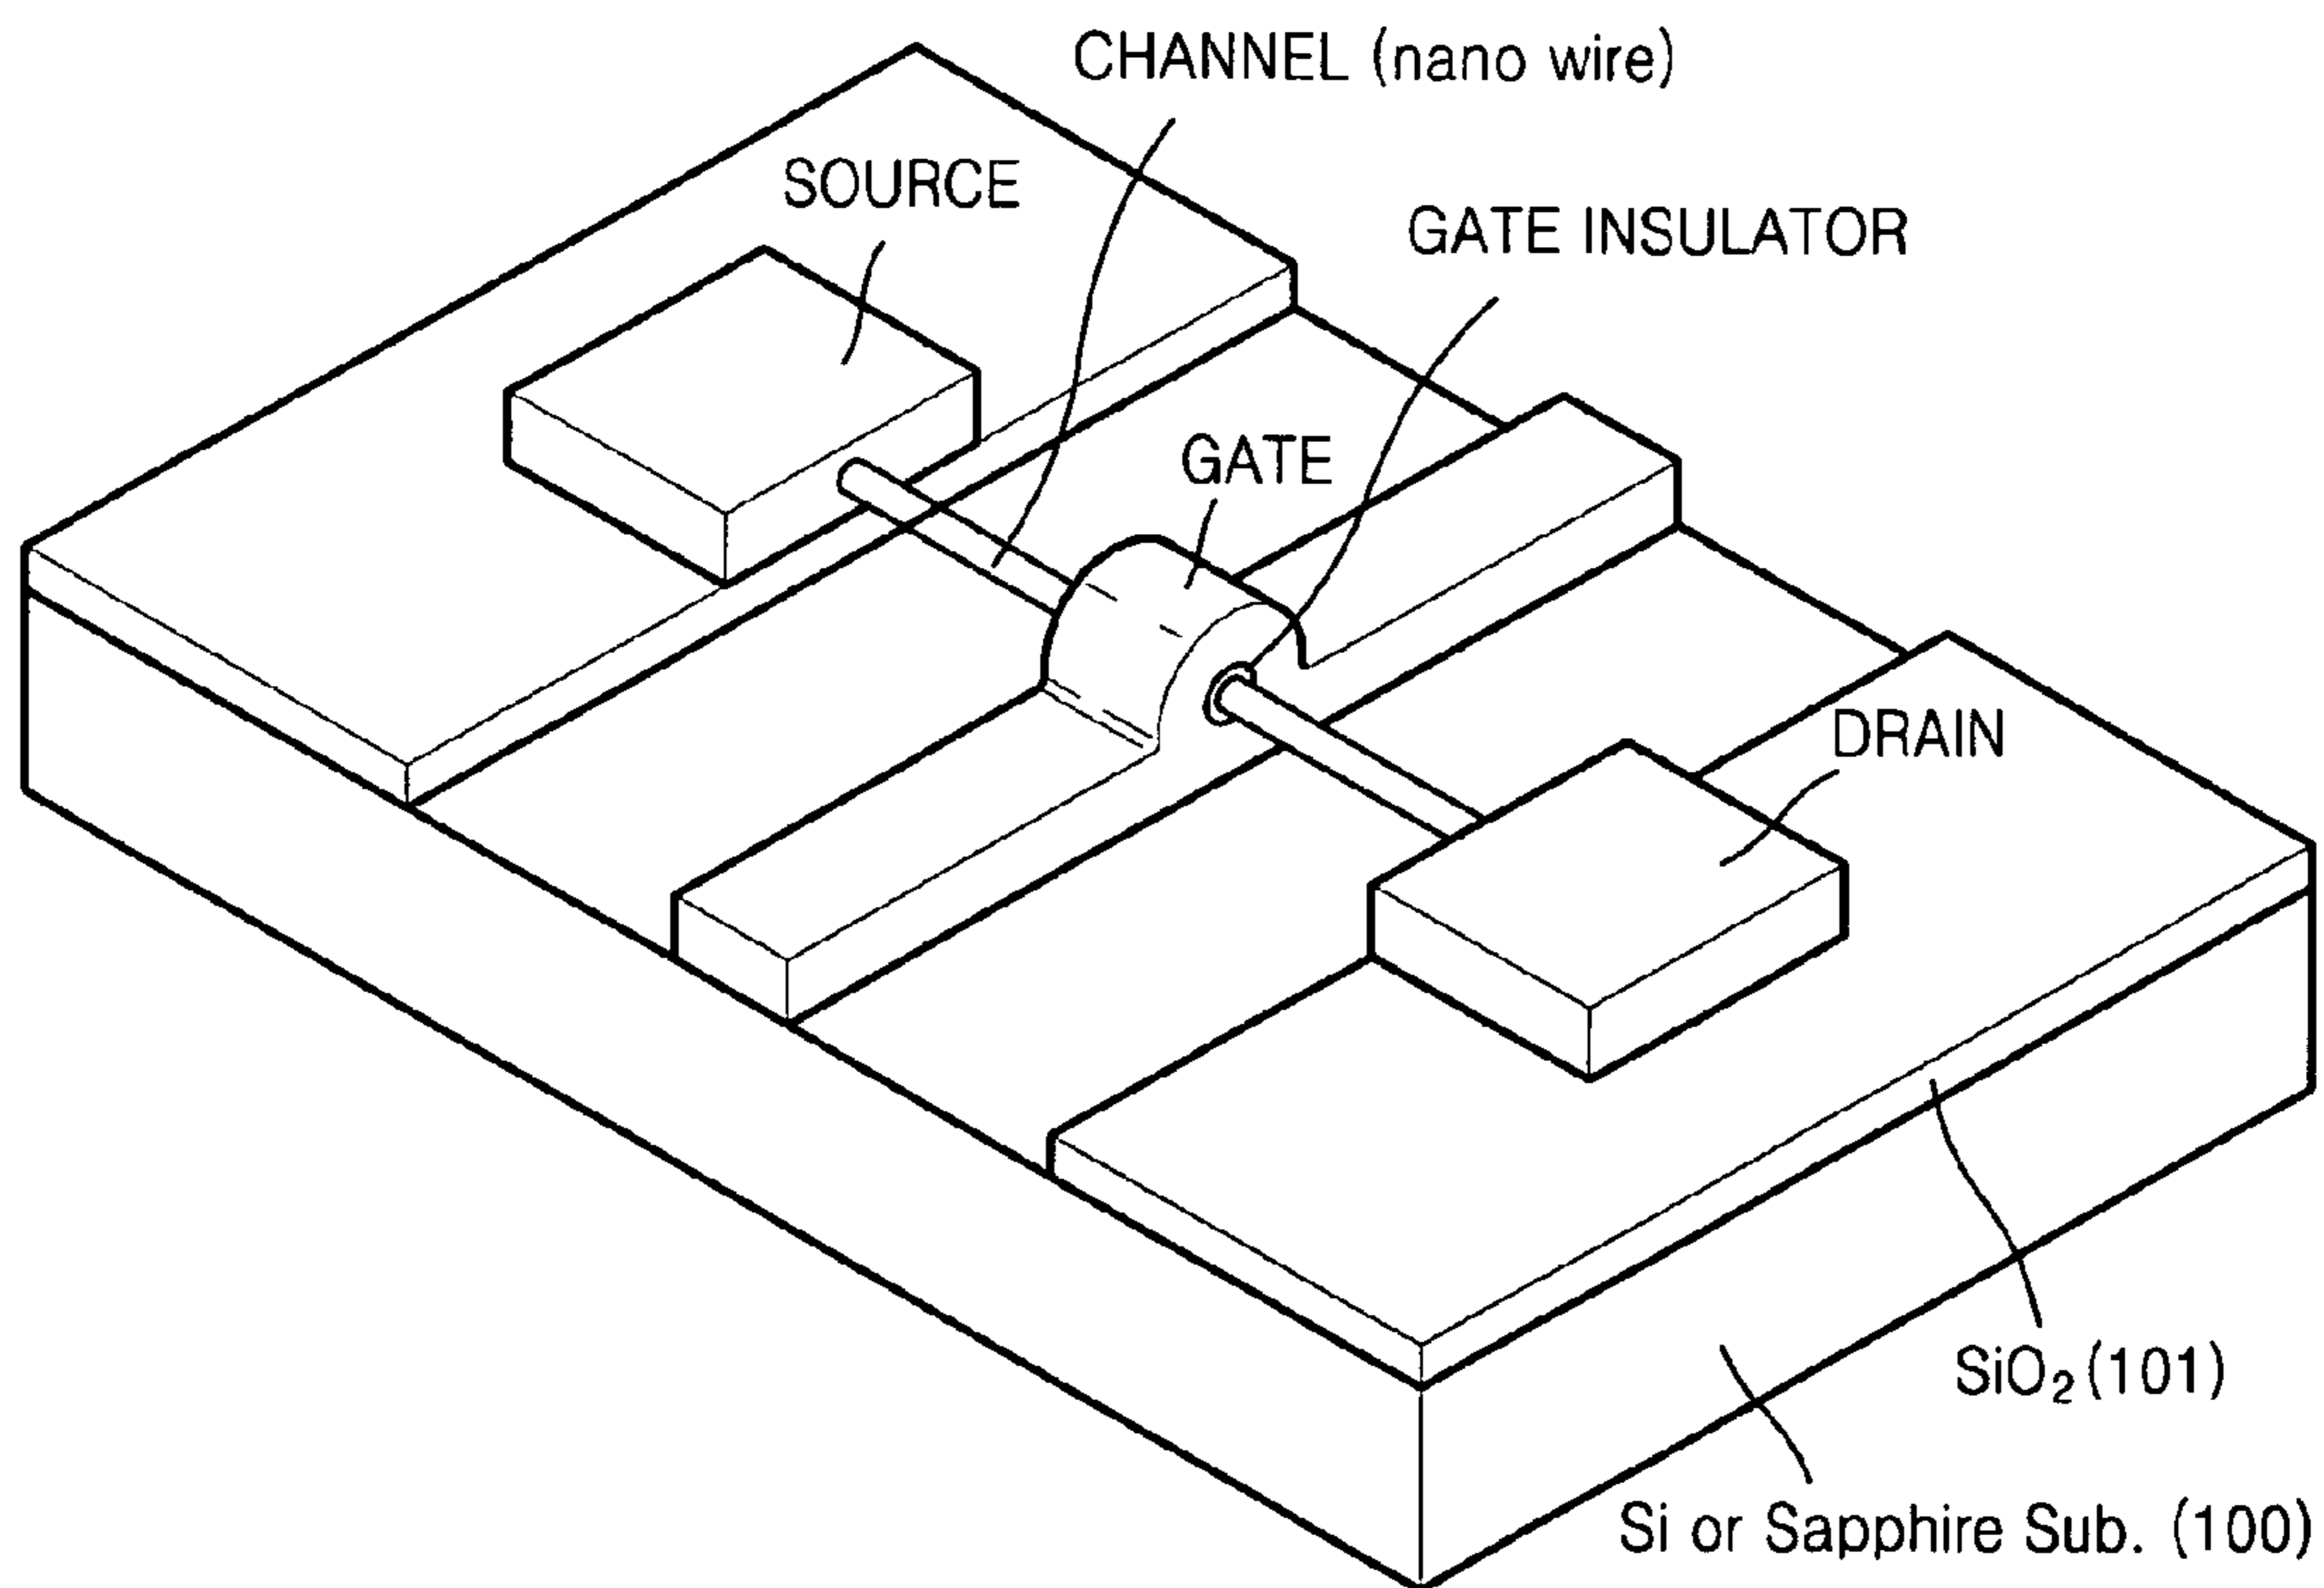 CHANNEL (nano wire)
SOURCE
GATE INSULATOR
GATE
DRAIN
SiO₂(101)
Si or Sapphire Sub. (100)